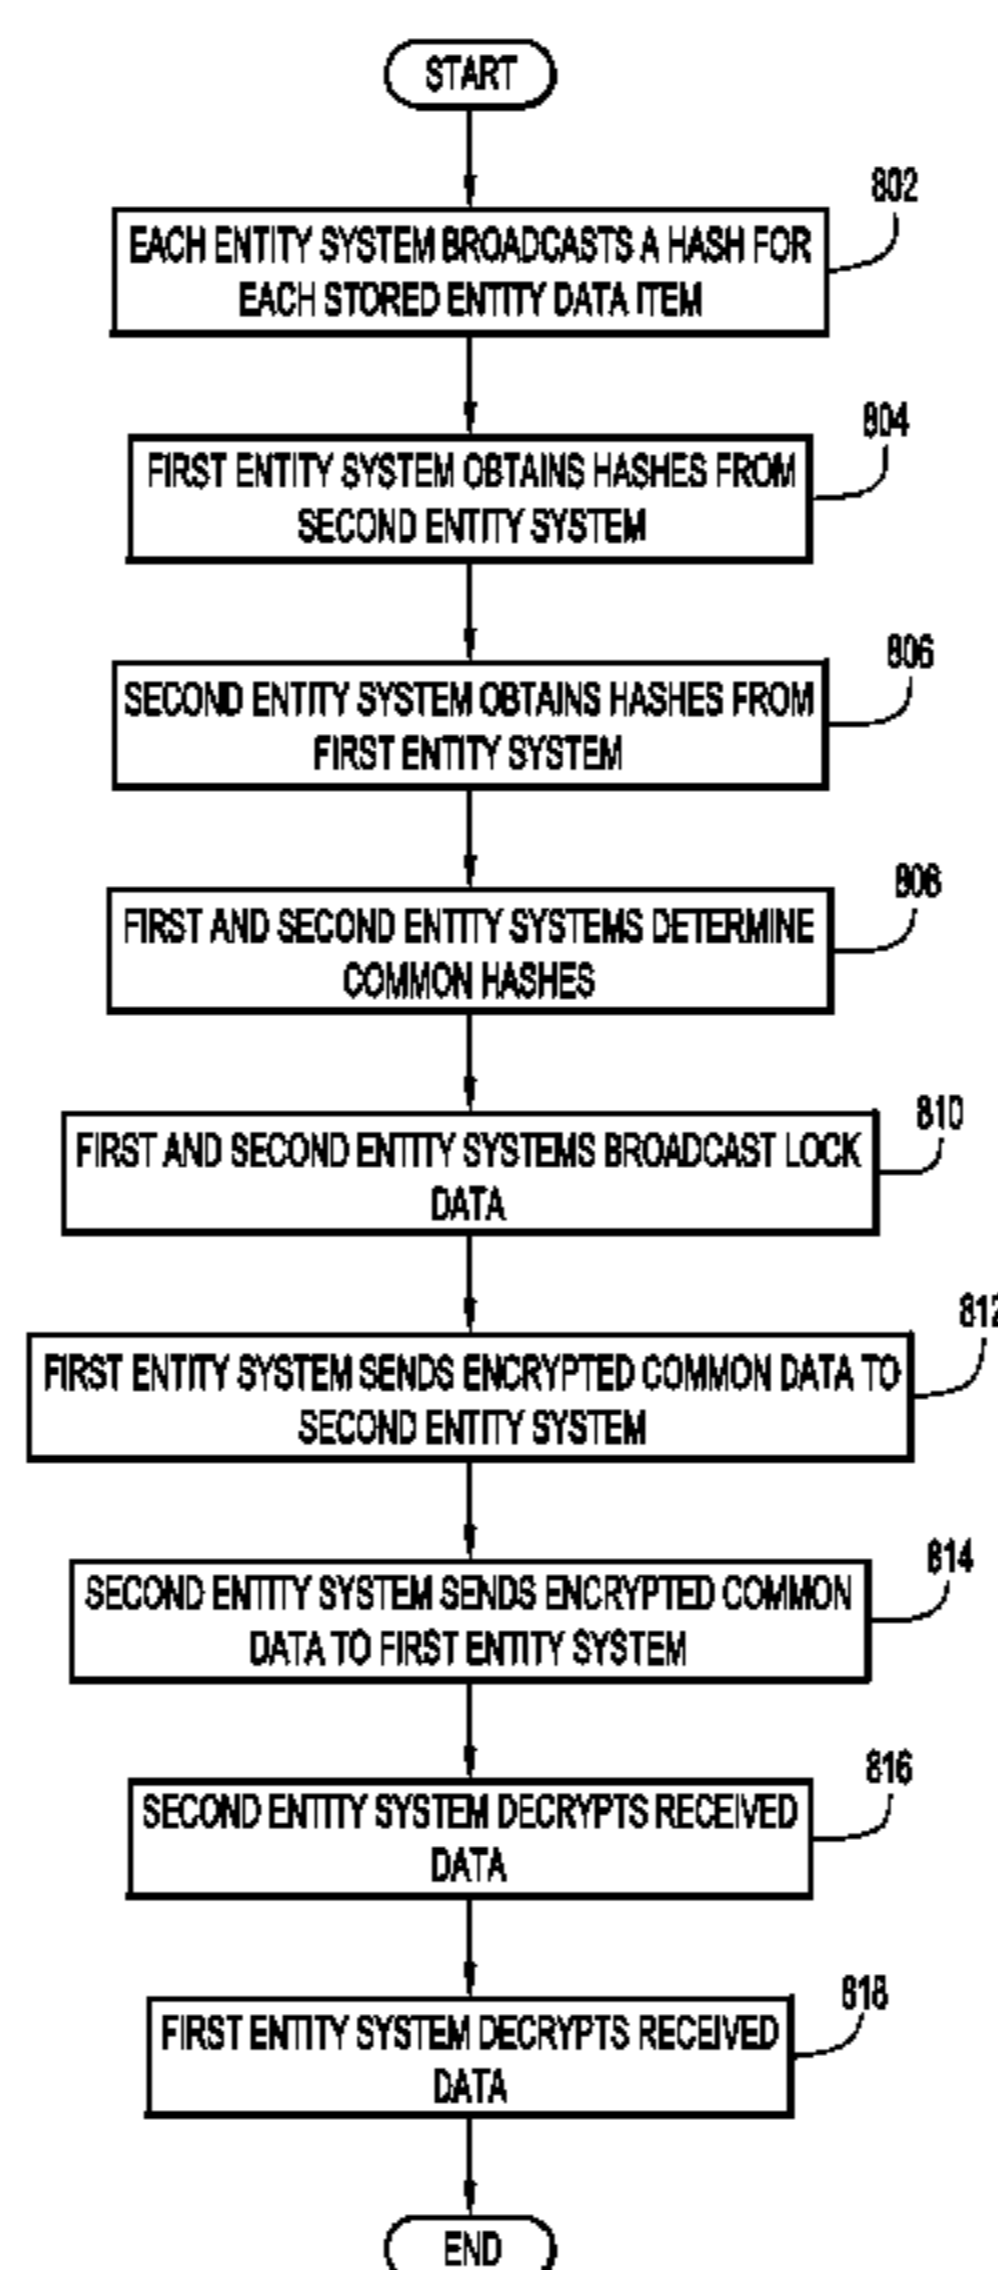 START
802
EACH ENTITY SYSTEM BROADCASTS A HASH FOR
EACH STORED ENTITY DATA ITEM
804
FIRST ENTITY SYSTEM OBTAINS HASHES FROM
SECOND ENTITY SYSTEM
806
SECOND ENTITY SYSTEM OBTAINS HASHES FROM
FIRST ENTITY SYSTEM
808
FIRST AND SECOND ENTITY SYSTEMS DETERMINE
COMMON HASHES
810
FIRST AND SECOND ENTITY SYSTEMS BROADCAST LOCK
DATA
812
FIRST ENTITY SYSTEM SENDS ENCRYPTED COMMON DATA TO
SECOND ENTITY SYSTEM
814
SECOND ENTITY SYSTEM SENDS ENCRYPTED COMMON
DATA TO FIRST ENTITY SYSTEM
816
SECOND ENTITY SYSTEM DECRYPTS RECEIVED
DATA
818
FIRST ENTITY SYSTEM DECRYPTS RECEIVED
DATA
END